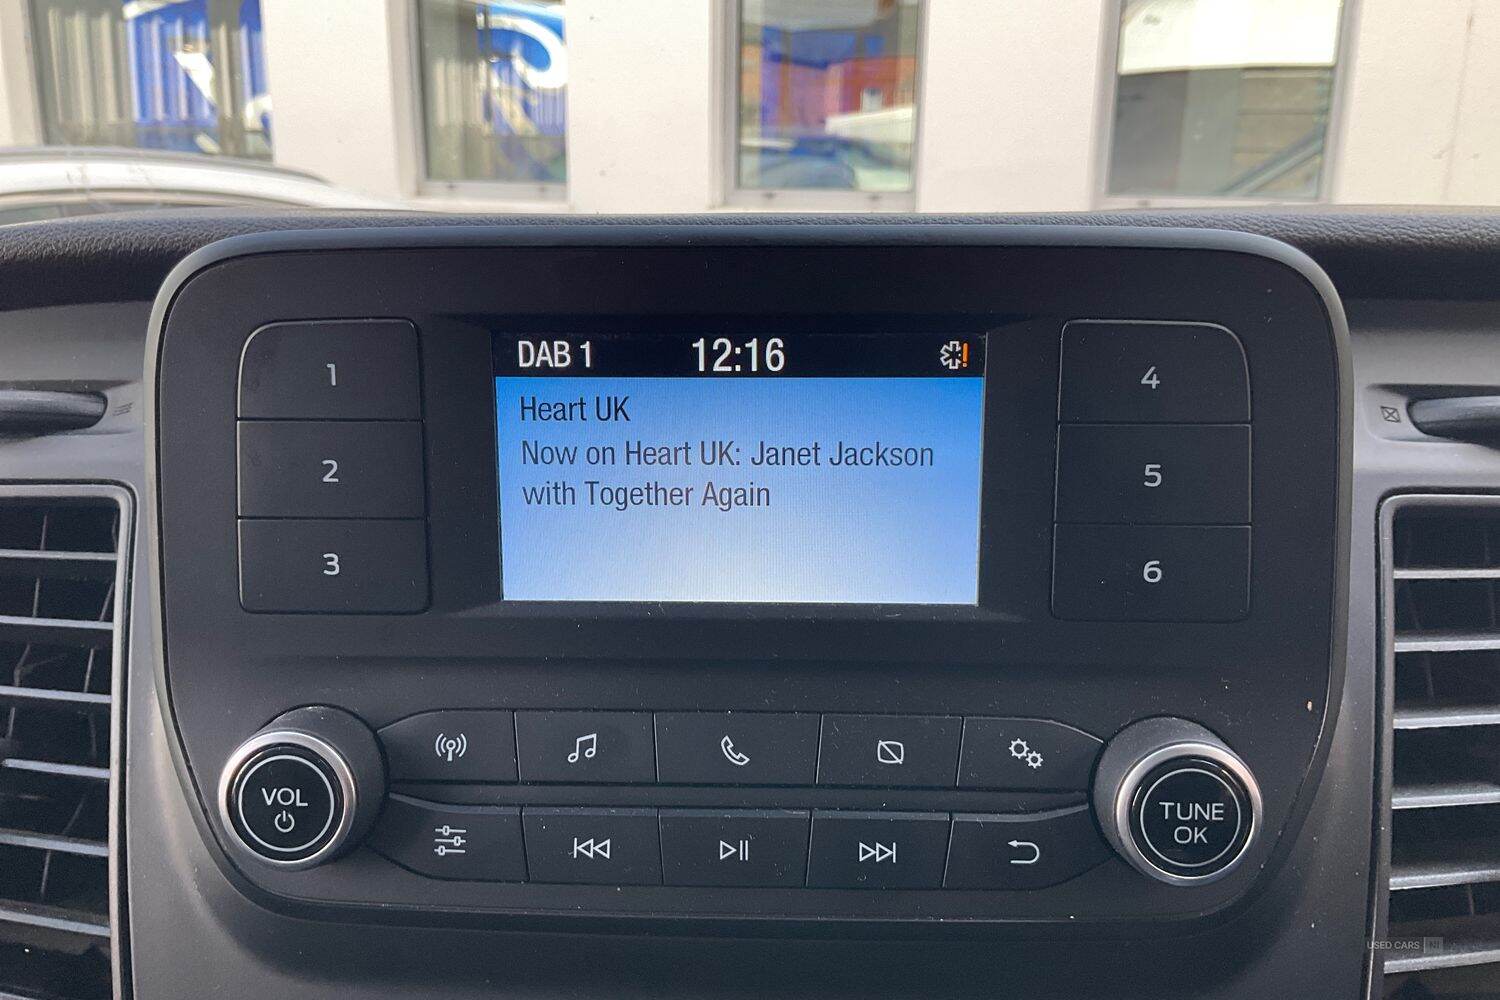 DAB 1 12:16
Heart UK
Now on Heart UK: Janet Jackson
with Together Again
1
2
3
4
5
6
VOL
TUNE
OK
USED CARS NI